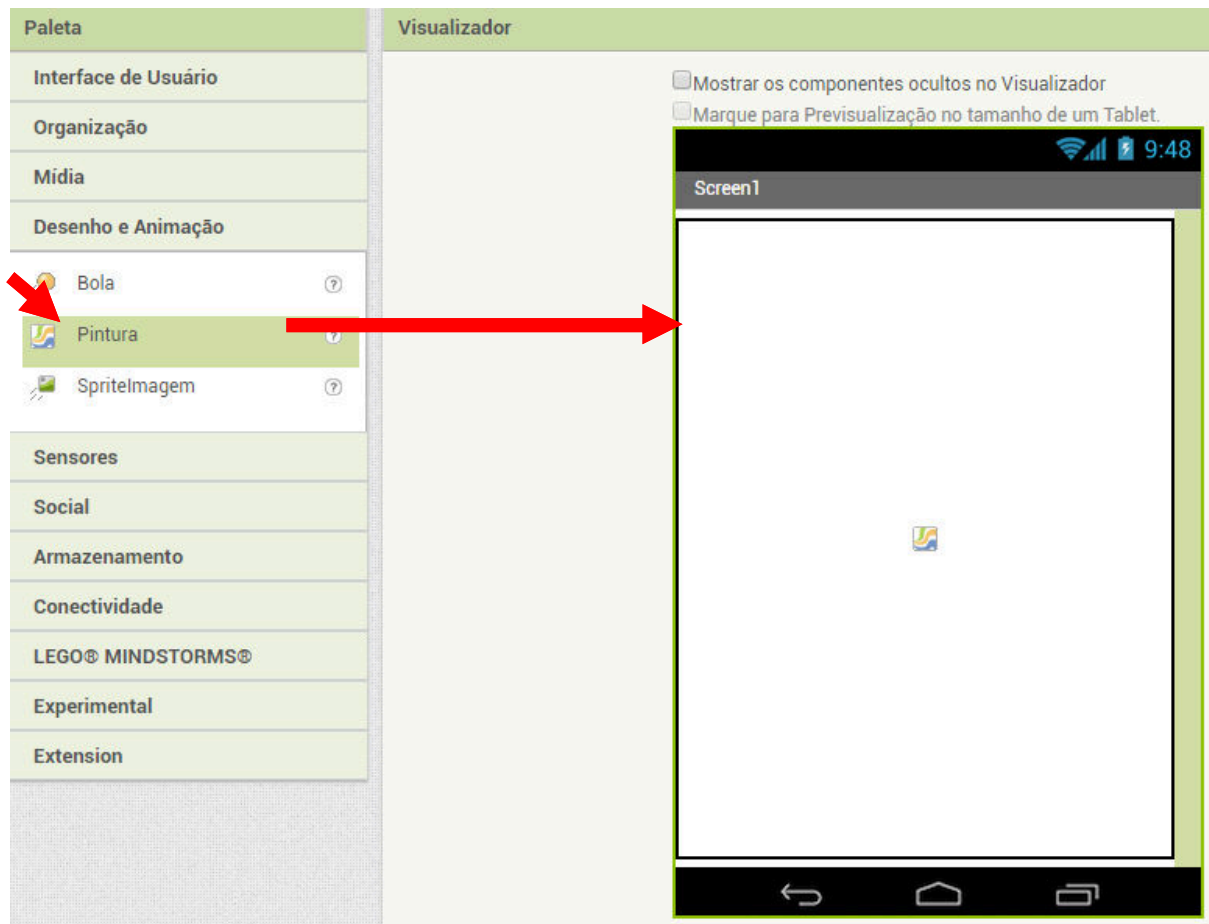 Paleta
Interface de Usuário
Organização
Mídia
Desenho e Animação
Bola
?
Pintura
?
SpriteImagem
?
Sensores
Social
Armazenamento
Conectividade
LEGO® MINDSTORMS®
Experimental
Extension
Visualizador
Mostrar os componentes ocultos no Visualizador
Marque para Previsualização no tamanho de um Tablet.
9:48
Screen1